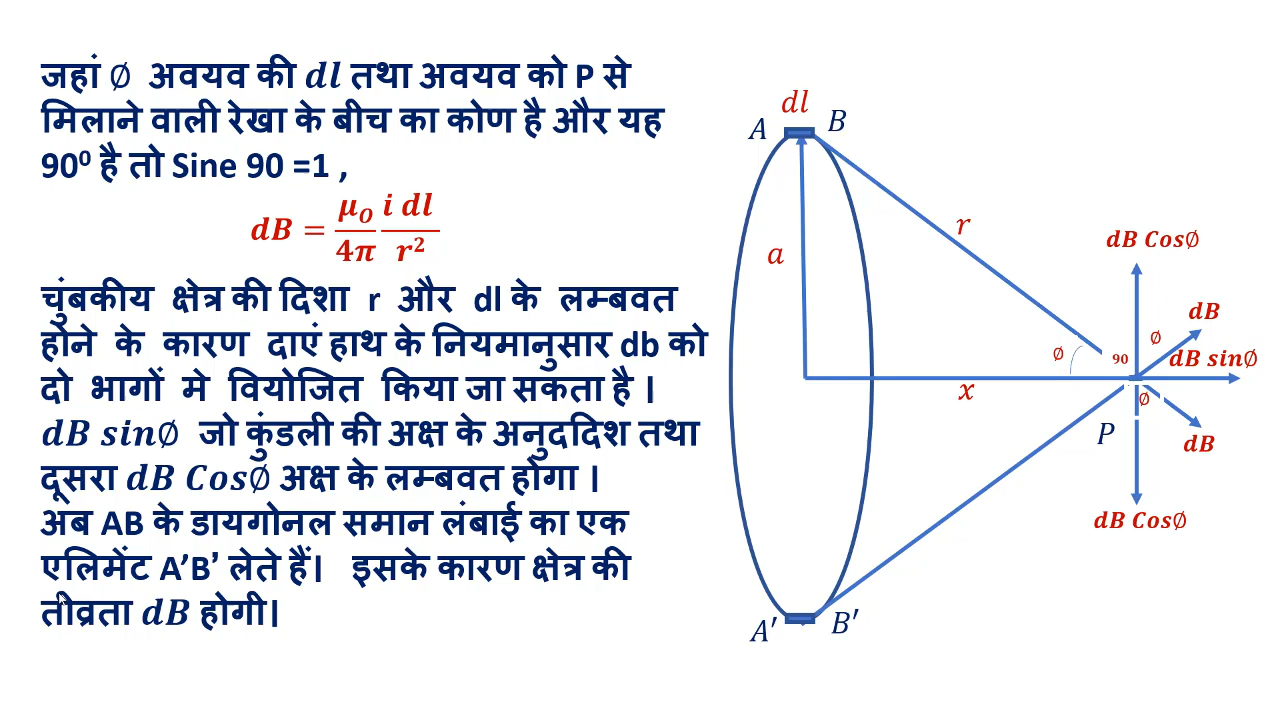 जहां ∅ अवयव की dl तथा अवयव को P से
मिलाने वाली रेखा के बीच का कोण है और यह
90⁰ है तो Sine 90 =1 ,
dB = μ_O/4π i dl/r²
चुंबकीय क्षेत्र की दिशा r और dl के लम्बवत
होने के कारण दाएं हाथ के नियमानुसार db को
दो भागों मे वियोजित किया जा सकता है ।
dB sin∅ जो कुंडली की अक्ष के अनुददिश तथा
दूसरा dB Cos∅ अक्ष के लम्बवत होगा ।
अब AB के डायगोनल समान लंबाई का एक
एलिमेंट A’B’ लेते हैं। इसके कारण क्षेत्र की
तीव्रता dB होगी।
dl
A B
r
a
dB Cos∅
dB
∅
∅ 90 dB sin∅
x
∅
P dB
dB Cos∅
A′ B′